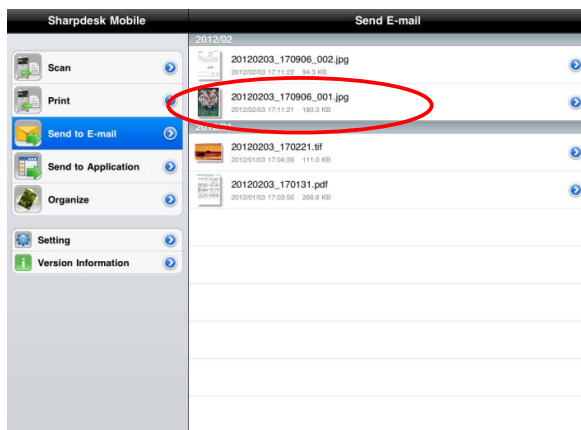 Sharpdesk Mobile
Send E-mail
Scan
Print
Send to E-mail
Send to Application
Organize
Setting
Version Information
2012/02
20120203_170906_002.jpg
2012/02/03 17:11:22 94.3 KB
20120203_170906_001.jpg
2012/02/03 17:11:21 180.3 KB
20120203_170221.tif
2012/01/03 17:04:39 111.0 KB
20120203_170131.pdf
2012/01/03 17:03:50 266.6 KB